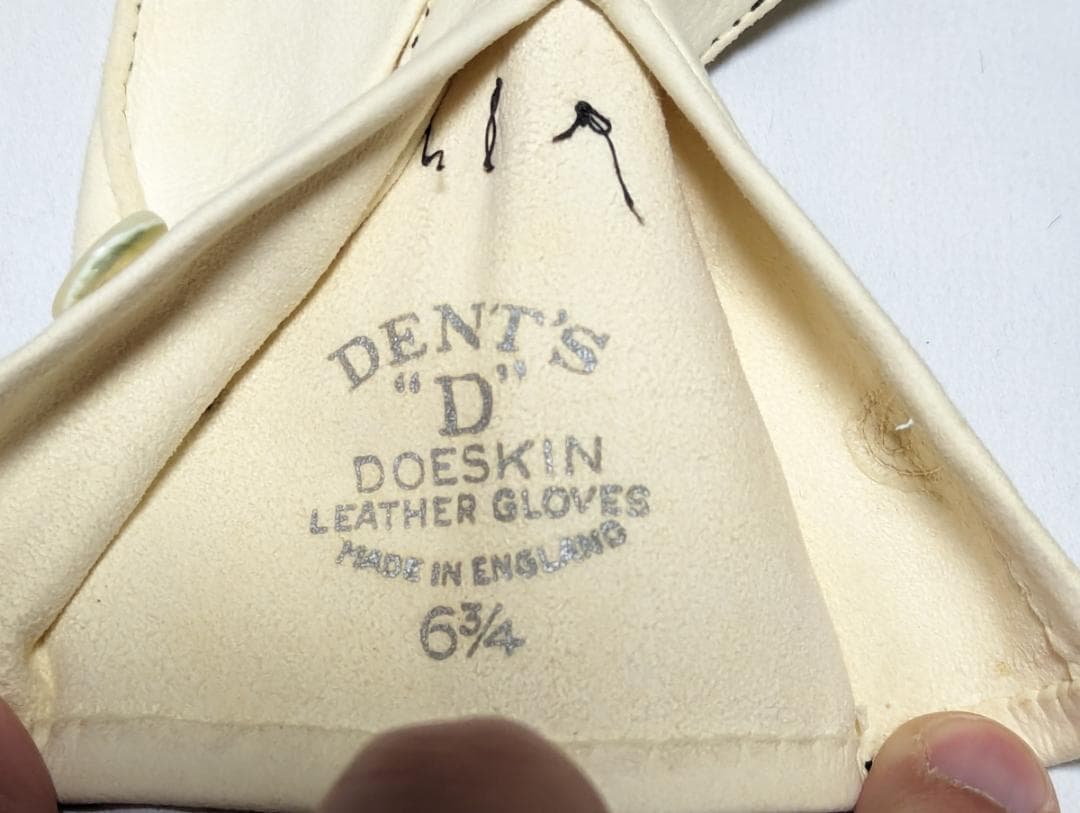 DENT'S
"D"
DOESKIN
LEATHER GLOVES
MADE IN ENGLAND
6¾